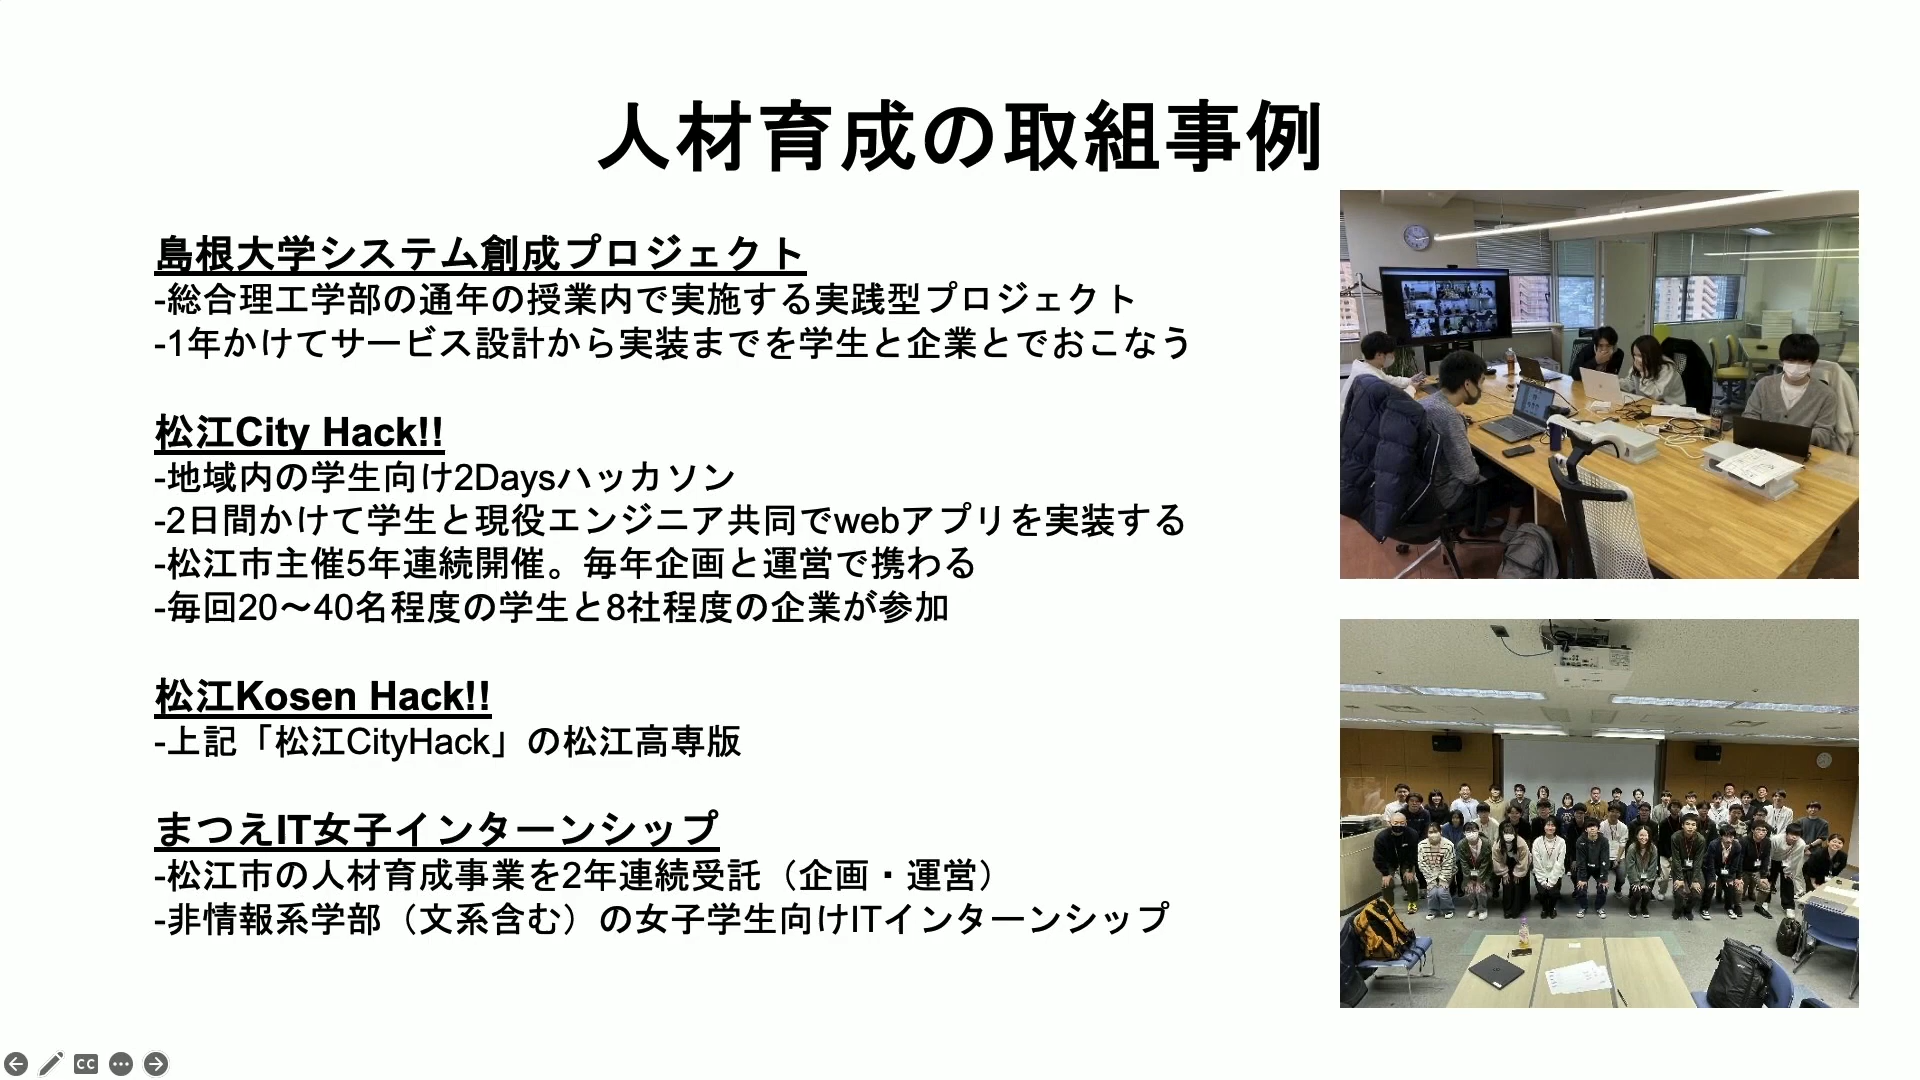 人材育成の取組事例
島根大学システム創成プロジェクト
-総合理工学部の通年の授業内で実施する実践型プロジェクト
-1年かけてサービス設計から実装までを学生と企業とでおこなう
松江City Hack!!
-地域内の学生向け2Daysハッカソン
-2日間かけて学生と現役エンジニア共同でwebアプリを実装する
-松江市主催5年連続開催。毎年企画と運営で携わる
-毎回20〜40名程度の学生と8社程度の企業が参加
松江Kosen Hack!!
-上記「松江CityHack」の松江高専版
まつえIT女子インターンシップ
-松江市の人材育成事業を2年連続受託（企画・運営）
-非情報系学部（文系含む）の女子学生向けITインターンシップ
CC